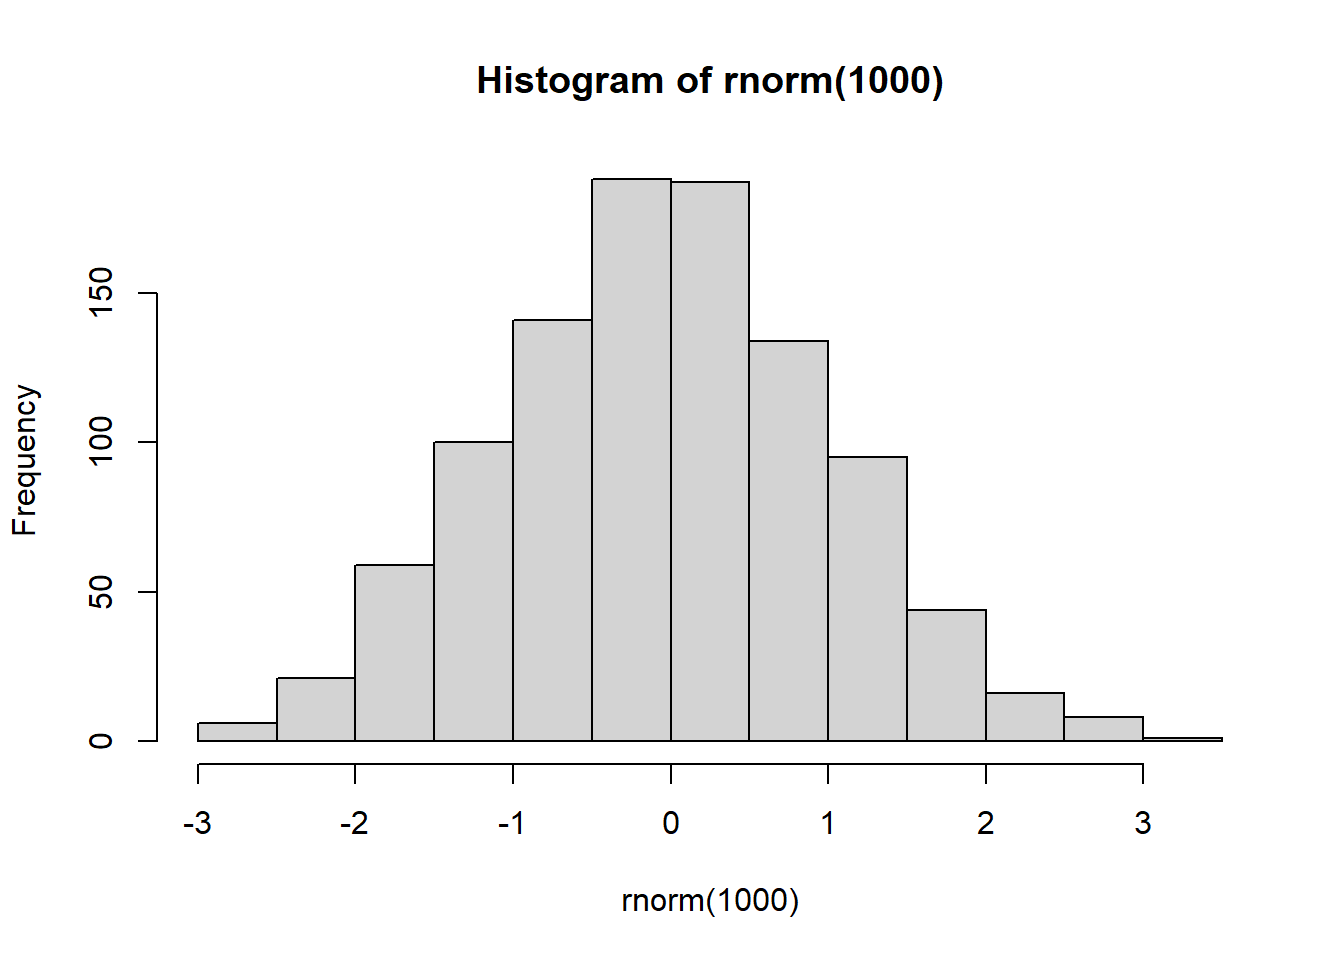 Histogram of rnorm(1000)
Frequency
150
100
50
0
-3 -2 -1 0 1 2 3
rnorm(1000)